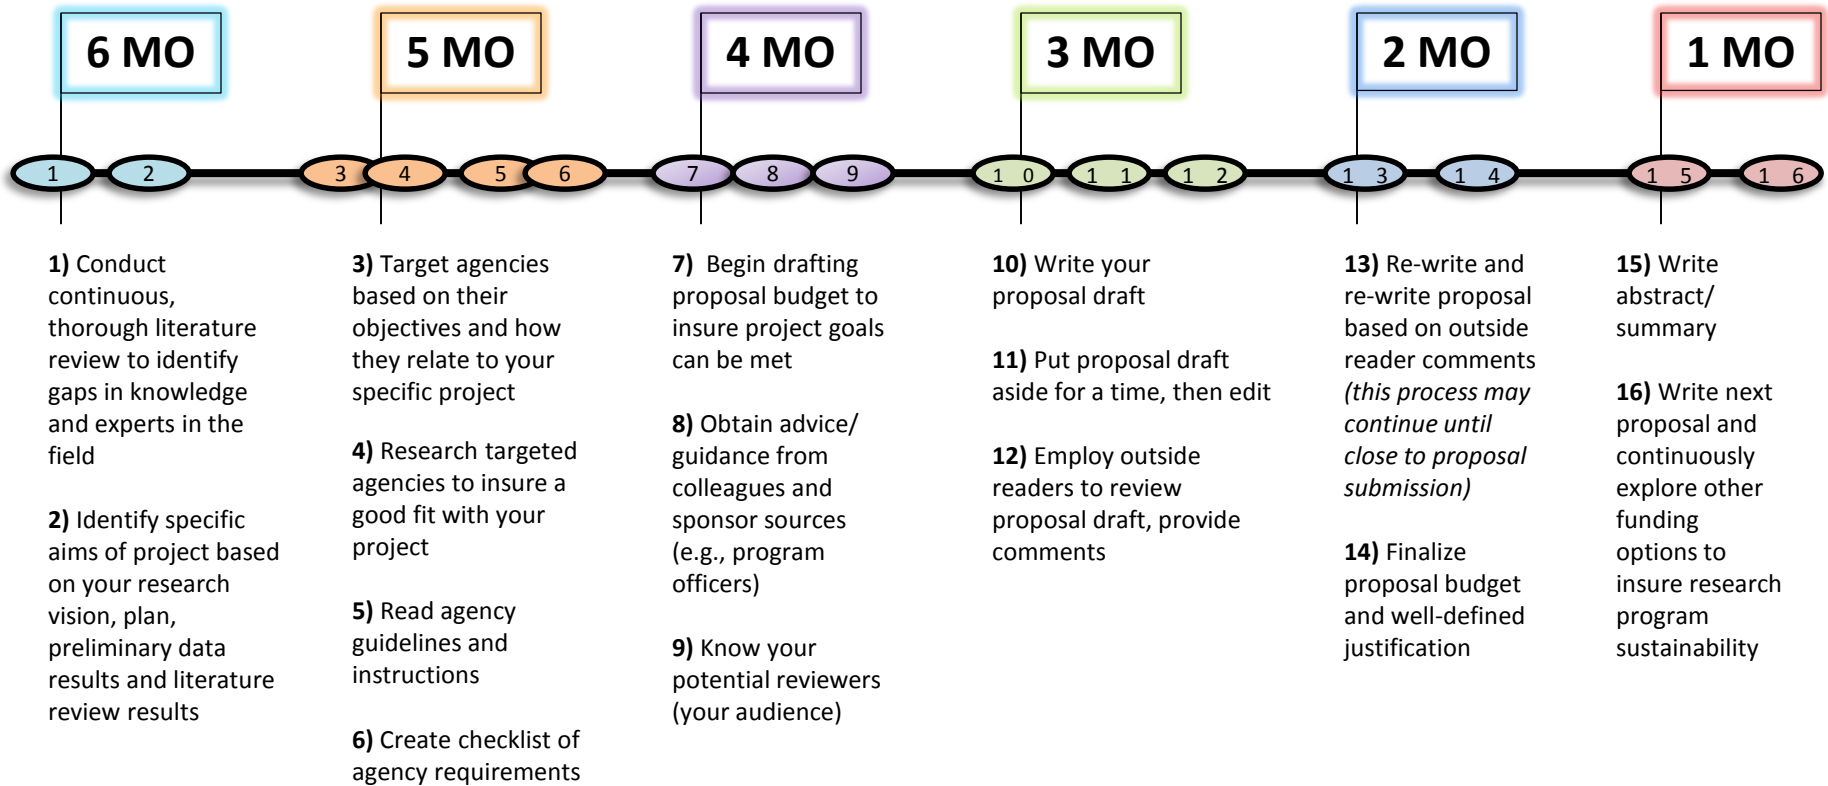 6 MO
5 MO
4 MO
3 MO
2 MO
1 MO
1
2
3
4
5
6
7
8
9
1 0
1 1
1 2
1 3
1 4
1 5
1 6
1) Conduct
continuous,
thorough literature
review to identify
gaps in knowledge
and experts in the
field
2) Identify specific
aims of project based
on your research
vision, plan,
preliminary data
results and literature
review results
3) Target agencies
based on their
objectives and how
they relate to your
specific project
4) Research targeted
agencies to insure a
good fit with your
project
5) Read agency
guidelines and
instructions
6) Create checklist of
agency requirements
7) Begin drafting
proposal budget to
insure project goals
can be met
8) Obtain advice/
guidance from
colleagues and
sponsor sources
(e.g., program
officers)
9) Know your
potential reviewers
(your audience)
10) Write your
proposal draft
11) Put proposal draft
aside for a time, then edit
12) Employ outside
readers to review
proposal draft, provide
comments
13) Re-write and
re-write proposal
based on outside
reader comments
(this process may
continue until
close to proposal
submission)
14) Finalize
proposal budget
and well-defined
justification
15) Write
abstract/
summary
16) Write next
proposal and
continuously
explore other
funding
options to
insure research
program
sustainability